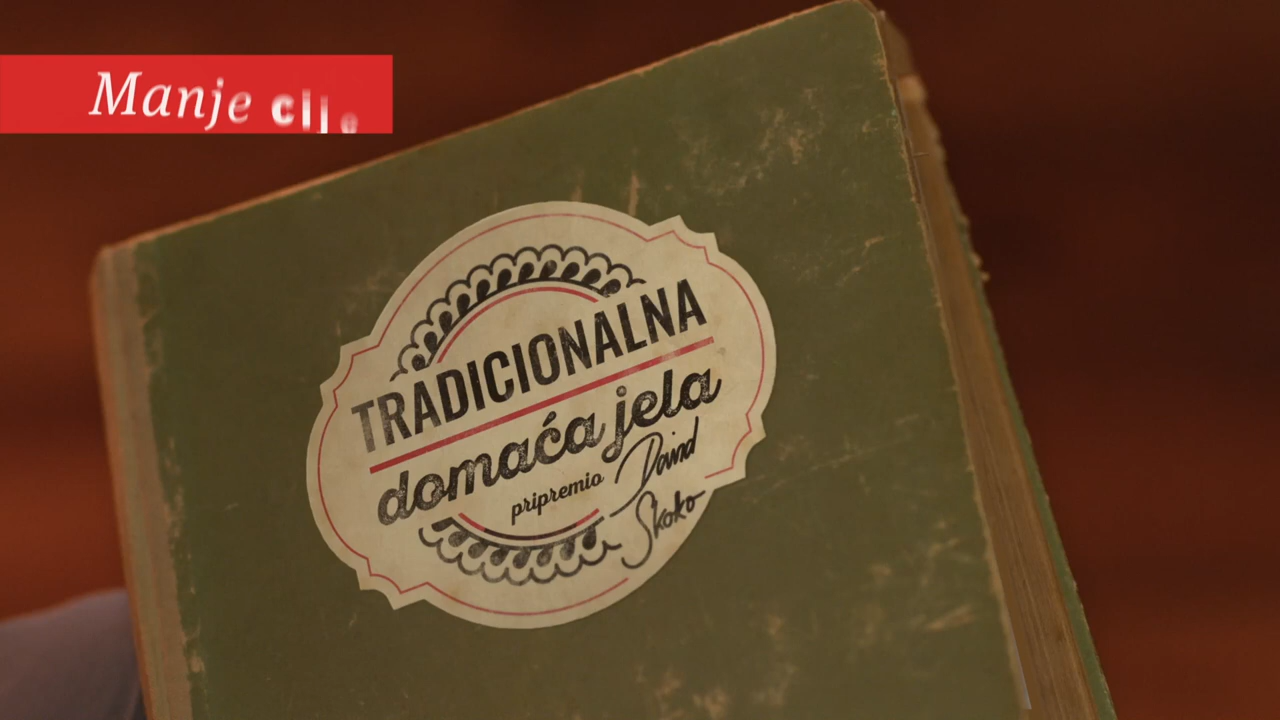 Manje
TRADICIONALNA
domaća jela
pripremio David
Skoko